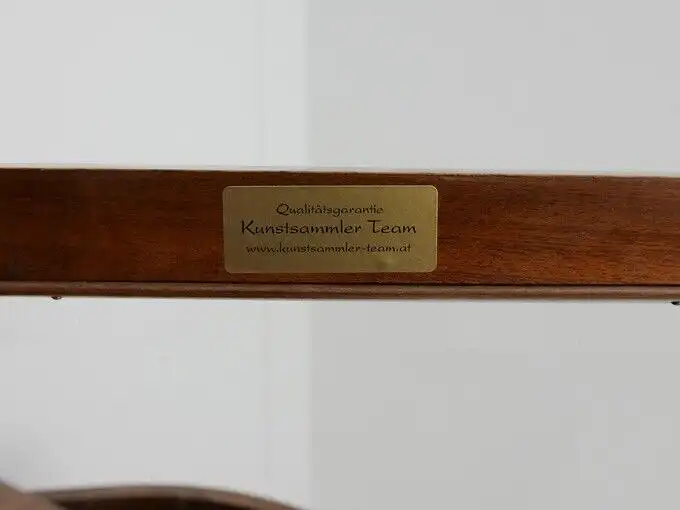 Qualitätsgarantie
Kunstsammler Team
www.kunstsammler-team.at